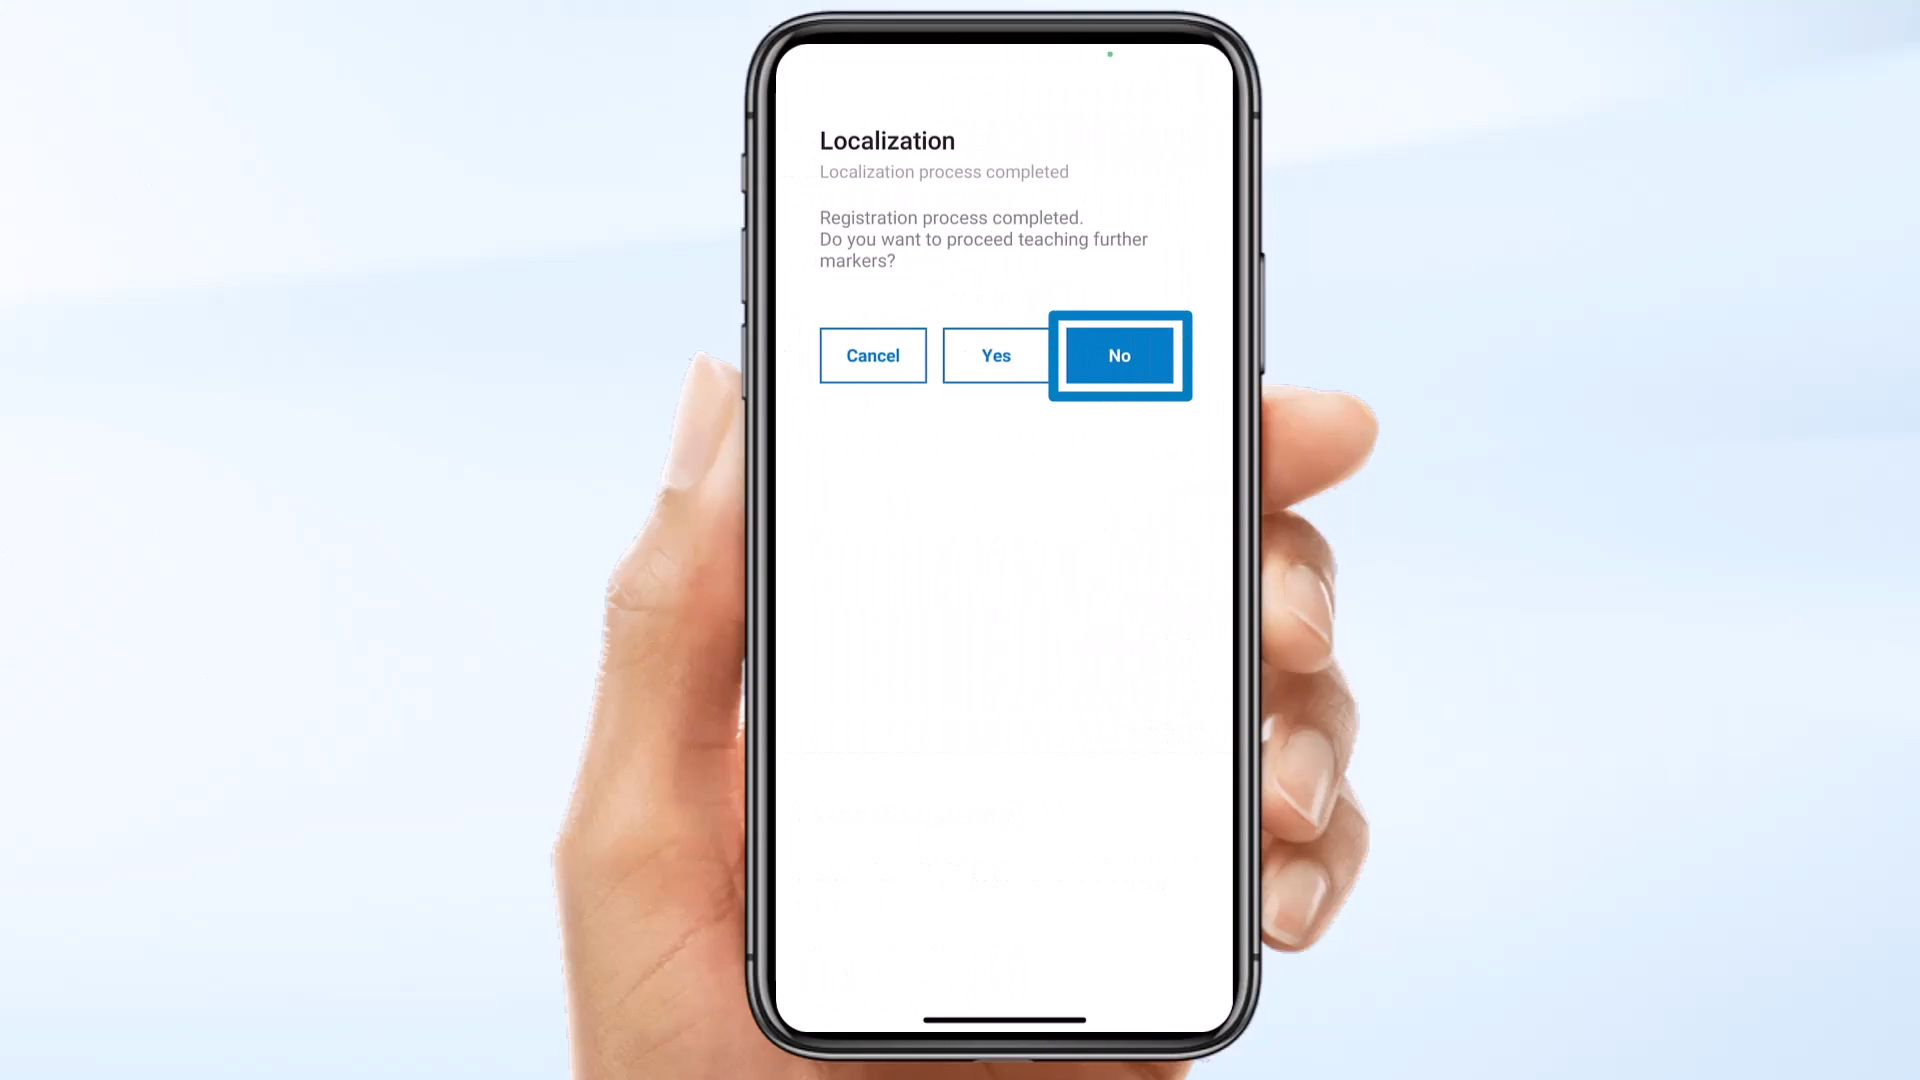 Localization
Localization process completed
Registration process completed.
Do you want to proceed teaching further
markers?
Cancel
Yes
No